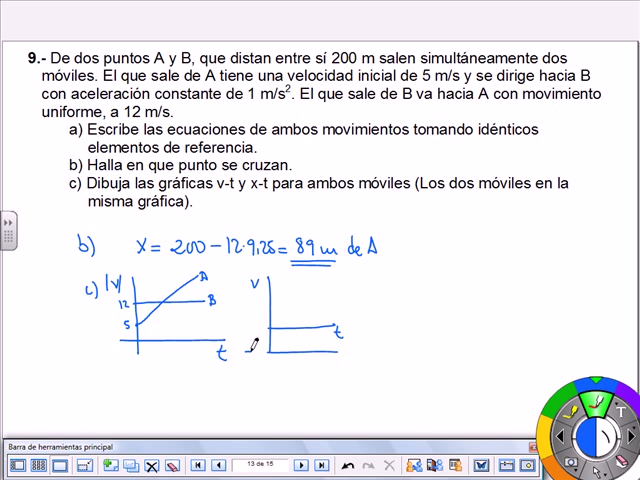 9.- De dos puntos A y B, que distan entre sí 200 m salen simultáneamente dos
móviles. El que sale de A tiene una velocidad inicial de 5 m/s y se dirige hacia B
con aceleración constante de 1 m/s². El que sale de B va hacia A con movimiento
uniforme, a 12 m/s.
a) Escribe las ecuaciones de ambos movimientos tomando idénticos
elementos de referencia.
b) Halla en que punto se cruzan.
c) Dibuja las gráficas v-t y x-t para ambos móviles (Los dos móviles en la
misma gráfica).
b) x = 200 - 12·9,25 = 89 m de A
c) |v| A V
12 B
5 t
t
Barra de herramientas principal
13 de 15
T